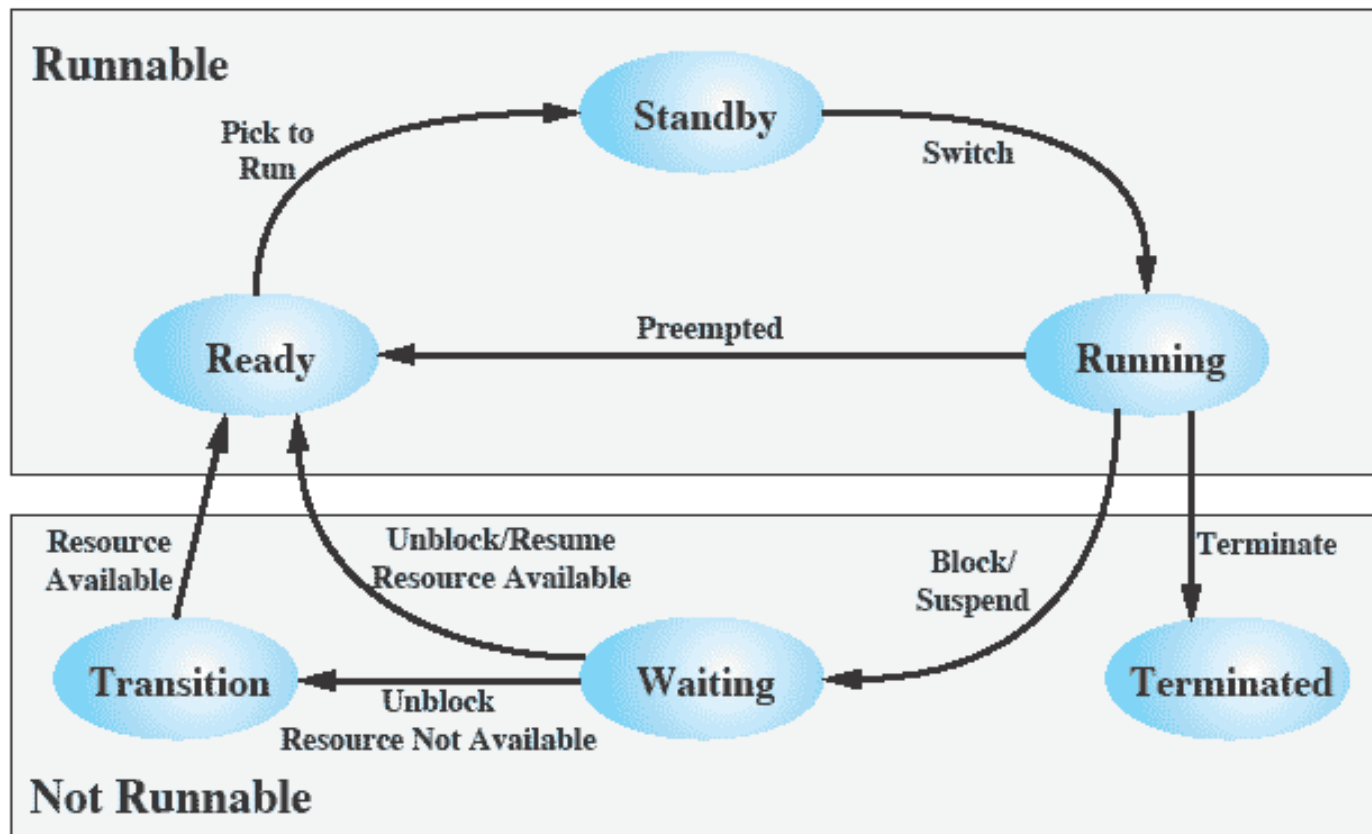 Runnable
Standby
Pick to
Run
Switch
Preempted
Ready
Running
Resource
Available
Unblock/Resume
Resource Available
Block/
Suspend
Terminate
Transition
Waiting
Terminated
Unblock
Resource Not Available
Not Runnable